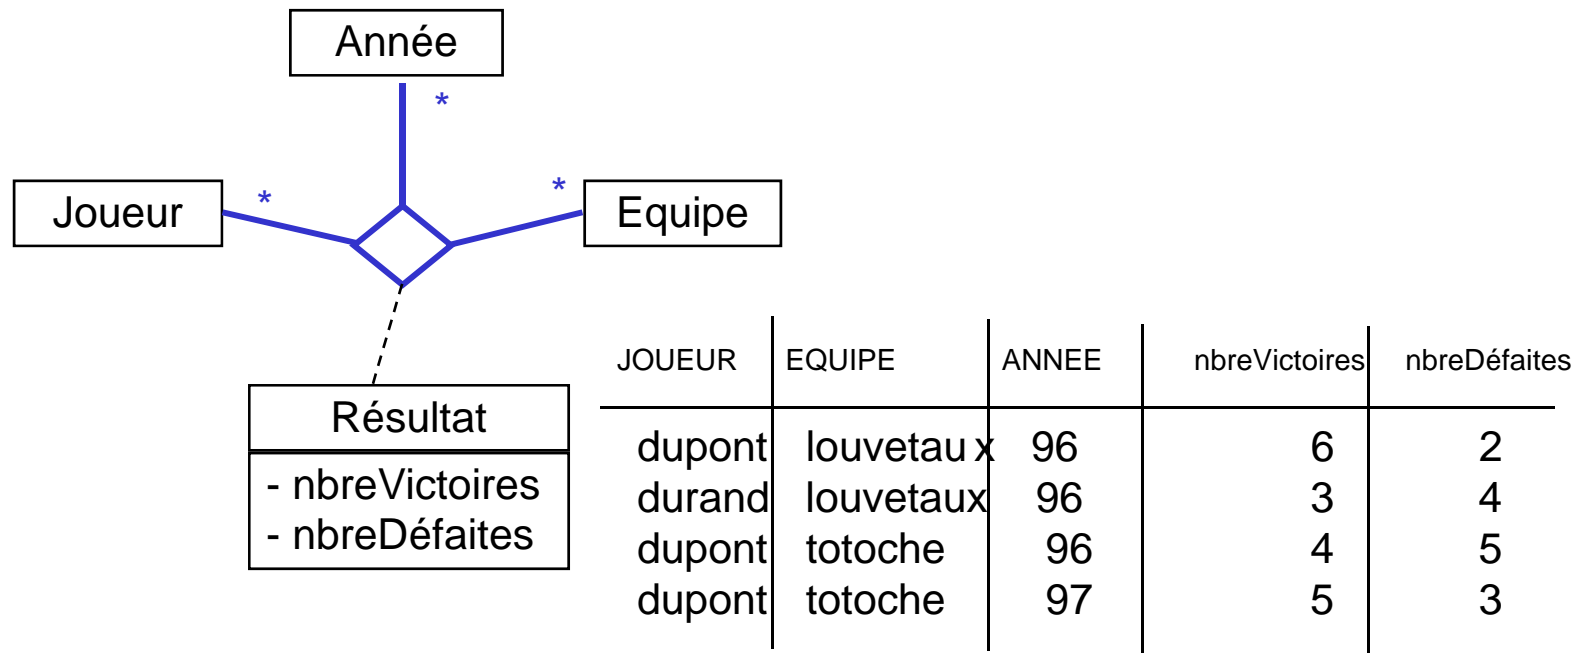 Année
*
Joueur
*
*
Equipe
Résultat
- nbreVictoires
- nbreDéfaites
JOUEUR EQUIPE ANNEE nbreVictoires nbreDéfaites
dupont louvetau x 96 6 2
durand louvetaux 96 3 4
dupont totoche 96 4 5
dupont totoche 97 5 3